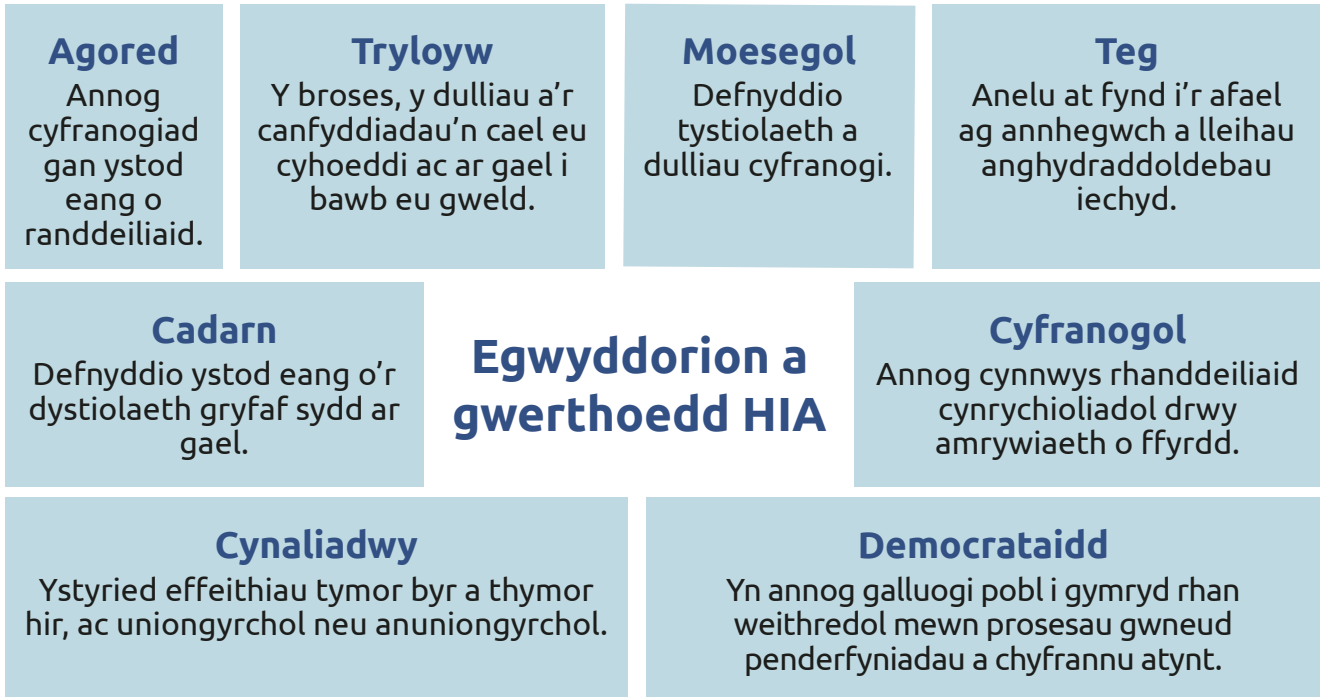 Agored
Annog
cyfranogiad
gan ystod
eang o
randdeiliaid.
Tryloyw
Y broses, y dulliau a’r
canfyddiadau’n cael eu
cyhoeddi ac ar gael i
bawb eu gweld.
Moesegol
Defnyddio
tystiolaeth a
dulliau cyfranogi.
Teg
Anelu at fynd i’r afael
ag annhegwch a lleihau
anghydraddoldebau
iechyd.
Cadarn
Defnyddio ystod eang o’r
dystiolaeth gryfaf sydd ar
gael.
Egwyddorion a
gwerthoedd HIA
Cyfranogol
Annog cynnwys rhanddeiliaid
cynrychioliadol drwy
amrywiaeth o ffyrdd.
Cynaliadwy
Ystyried effeithiau tymor byr a thymor
hir, ac uniongyrchol neu anuniongyrchol.
Democrataidd
Yn annog galluogi pobl i gymryd rhan
weithredol mewn prosesau gwneud
penderfyniadau a chyfrannu atynt.